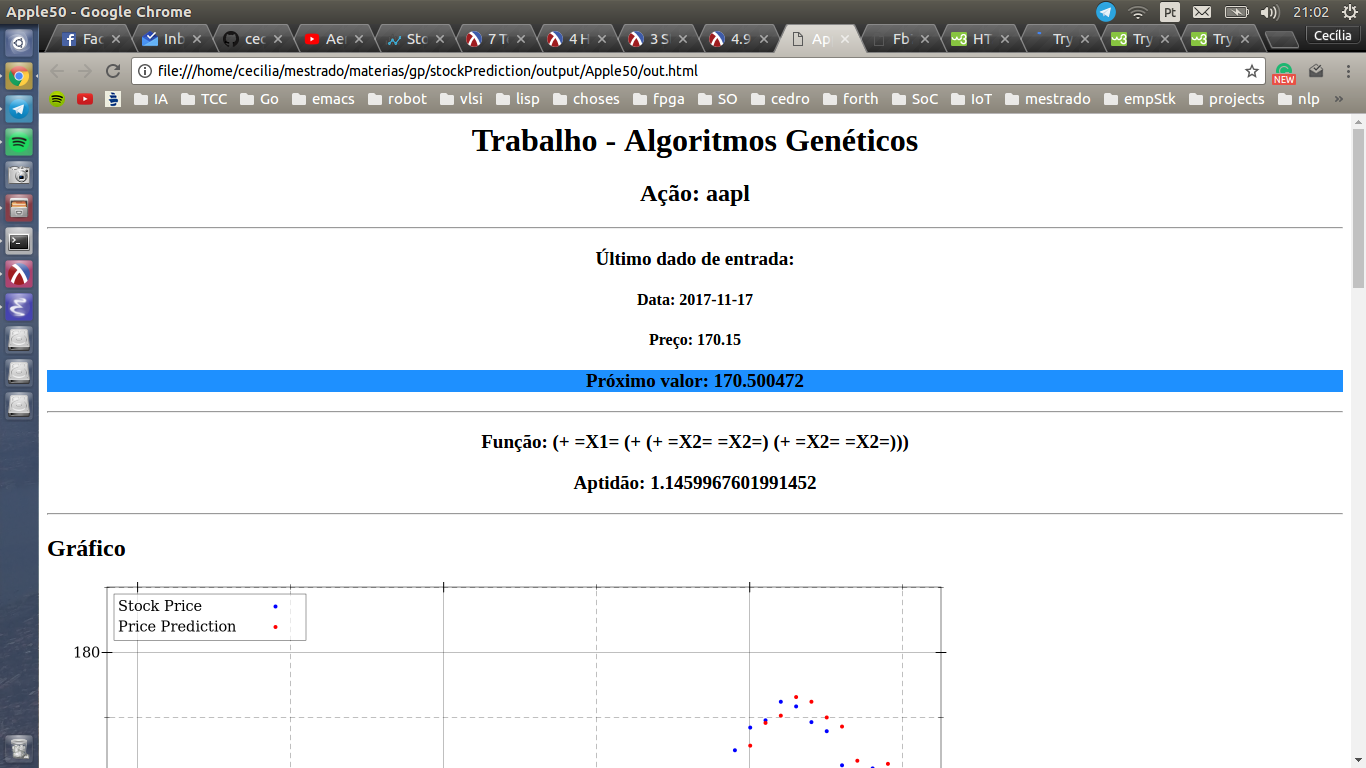 Apple50 - Google Chrome
Pt
21:02
Fac
Inb
cec
Ae
Sto
7 T
4 H
3 S
4.9
Ap
Fb
HT
Try
Try
Try
Cecília
file:///home/cecilia/mestrado/materias/gp/stockPrediction/output/Apple50/out.html
NEW
IA TCC Go emacs robot vlsi lisp choses fpga SO cedro forth SoC IoT mestrado empStk projects nlp »
Trabalho - Algoritmos Genéticos
Ação: aapl
Último dado de entrada:
Data: 2017-11-17
Preço: 170.15
Próximo valor: 170.500472
Função: (+ =X1= (+ (+ =X2= =X2=) (+ =X2= =X2=)))
Aptidão: 1.1459967601991452
Gráfico
Stock Price
Price Prediction
180